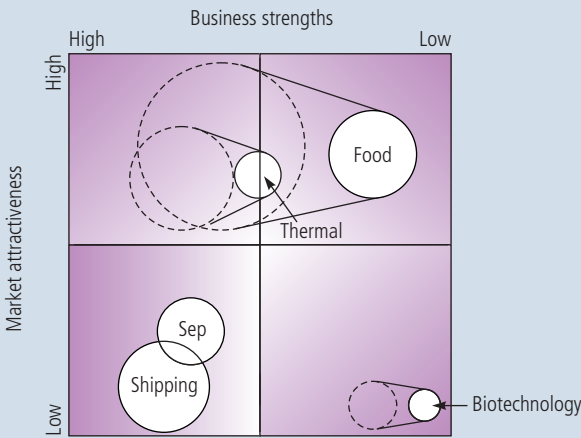 Business strengths
High
Low
High
Market attractiveness
Food
Thermal
Sep
Shipping
Biotechnology
Low